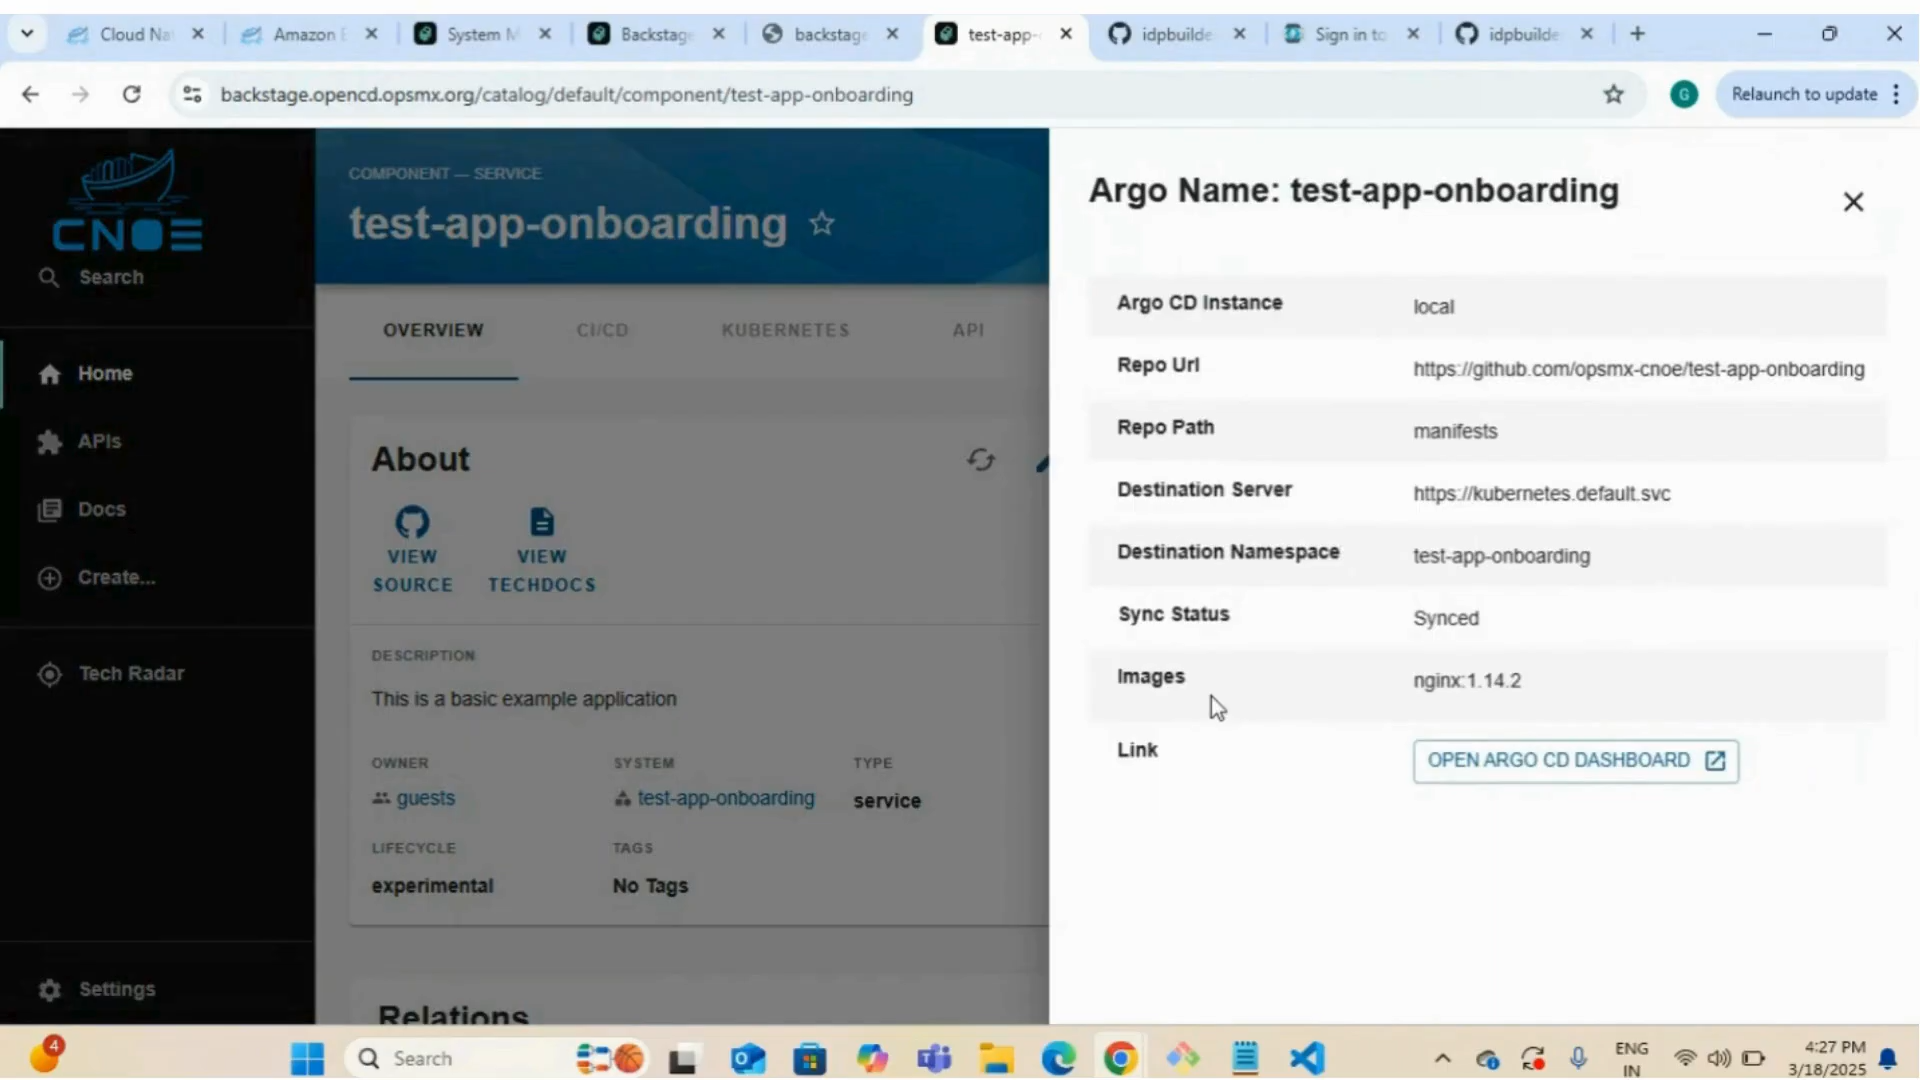 Cloud Na
Amazon E
System M
Backstage
backstage
test-app-
idpbuilde
Sign in to
idpbuilde
backstage.opencd.opsmx.org/catalog/default/component/test-app-onboarding
G
Relaunch to update
CNOE
Search
Home
APIs
Docs
Create...
Tech Radar
Settings
COMPONENT — SERVICE
test-app-onboarding
OVERVIEW
CI/CD
KUBERNETES
API
About
VIEW
SOURCE
VIEW
TECHDOCS
DESCRIPTION
This is a basic example application
OWNER
SYSTEM
TYPE
guests
test-app-onboarding
service
LIFECYCLE
TAGS
experimental
No Tags
Relations
Argo Name: test-app-onboarding
Argo CD Instance
local
Repo Url
https://github.com/opsmx-cnoe/test-app-onboarding
Repo Path
manifests
Destination Server
https://kubernetes.default.svc
Destination Namespace
test-app-onboarding
Sync Status
Synced
Images
nginx:1.14.2
Link
OPEN ARGO CD DASHBOARD
4
Search
ENG
IN
4:27 PM
3/18/2025